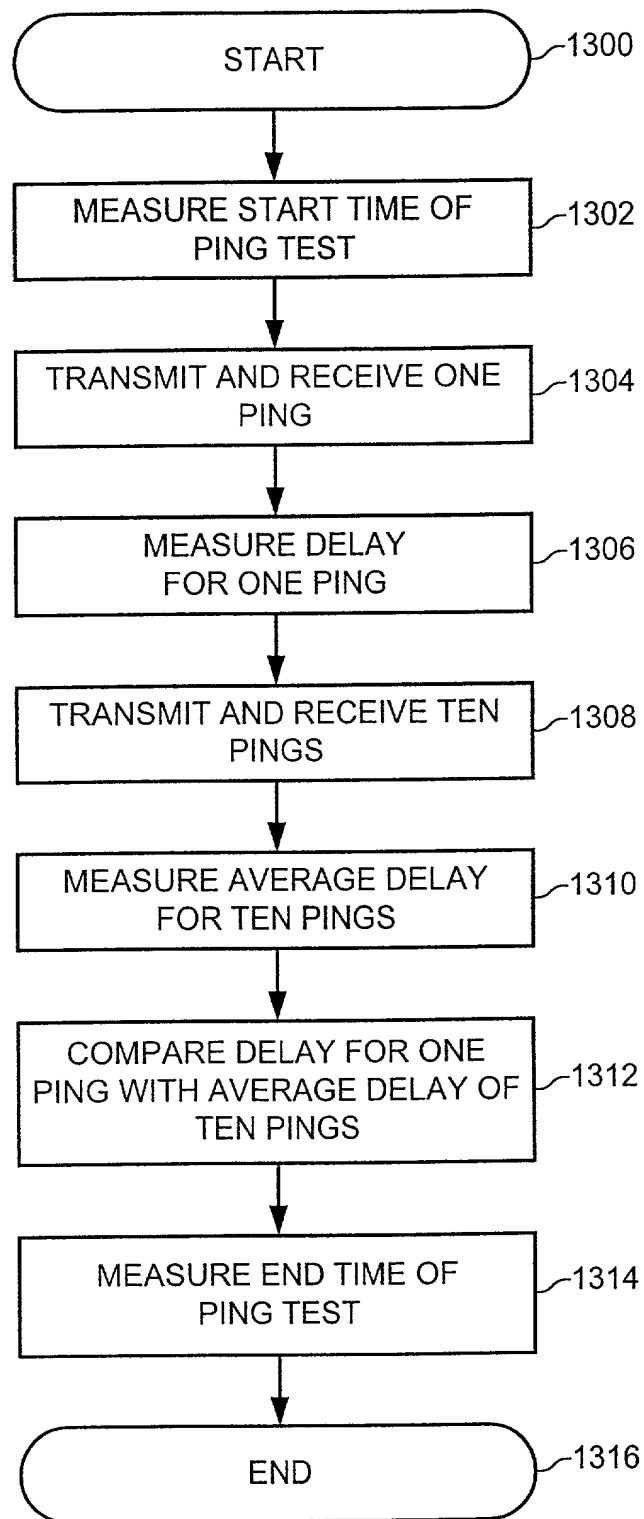 START
1300
MEASURE START TIME OF
PING TEST
1302
TRANSMIT AND RECEIVE ONE
PING
1304
MEASURE DELAY
FOR ONE PING
1306
TRANSMIT AND RECEIVE TEN
PINGS
1308
MEASURE AVERAGE DELAY
FOR TEN PINGS
1310
COMPARE DELAY FOR ONE
PING WITH AVERAGE DELAY OF
TEN PINGS
1312
MEASURE END TIME OF
PING TEST
1314
END
1316